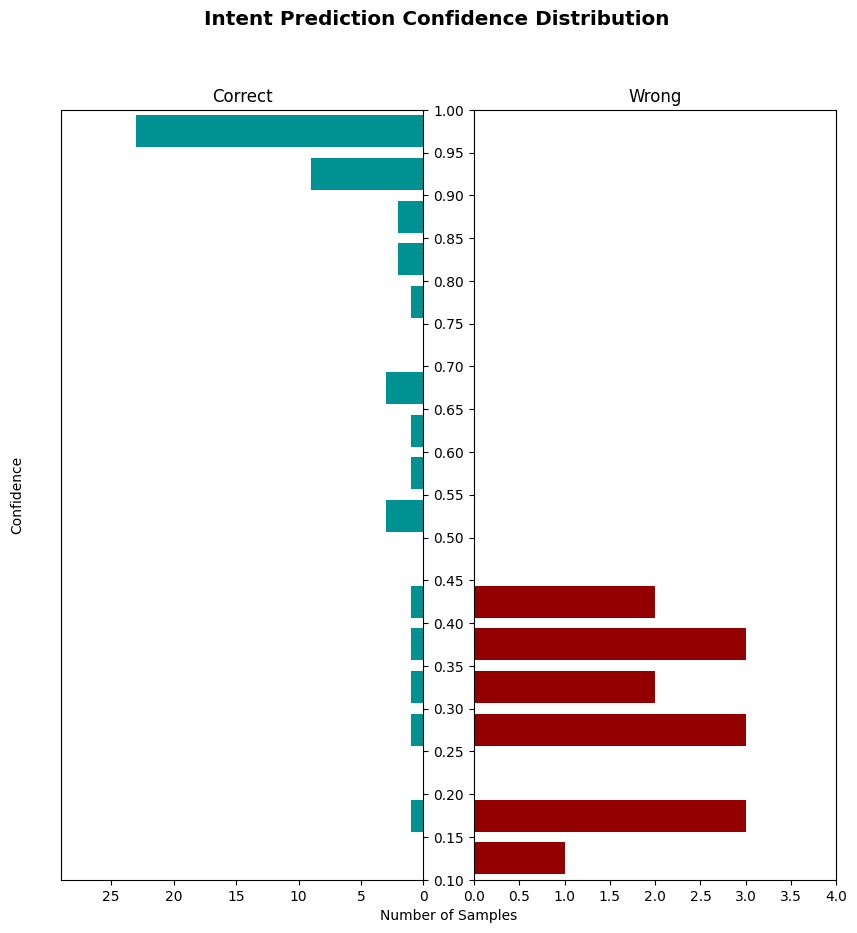 Intent Prediction Confidence Distribution
Correct
Wrong
Confidence
1.00
0.95
0.90
0.85
0.80
0.75
0.70
0.65
0.60
0.55
0.50
0.45
0.40
0.35
0.30
0.25
0.20
0.15
0.10
25 20 15 10 5 0
0.0 0.5 1.0 1.5 2.0 2.5 3.0 3.5 4.0
Number of Samples